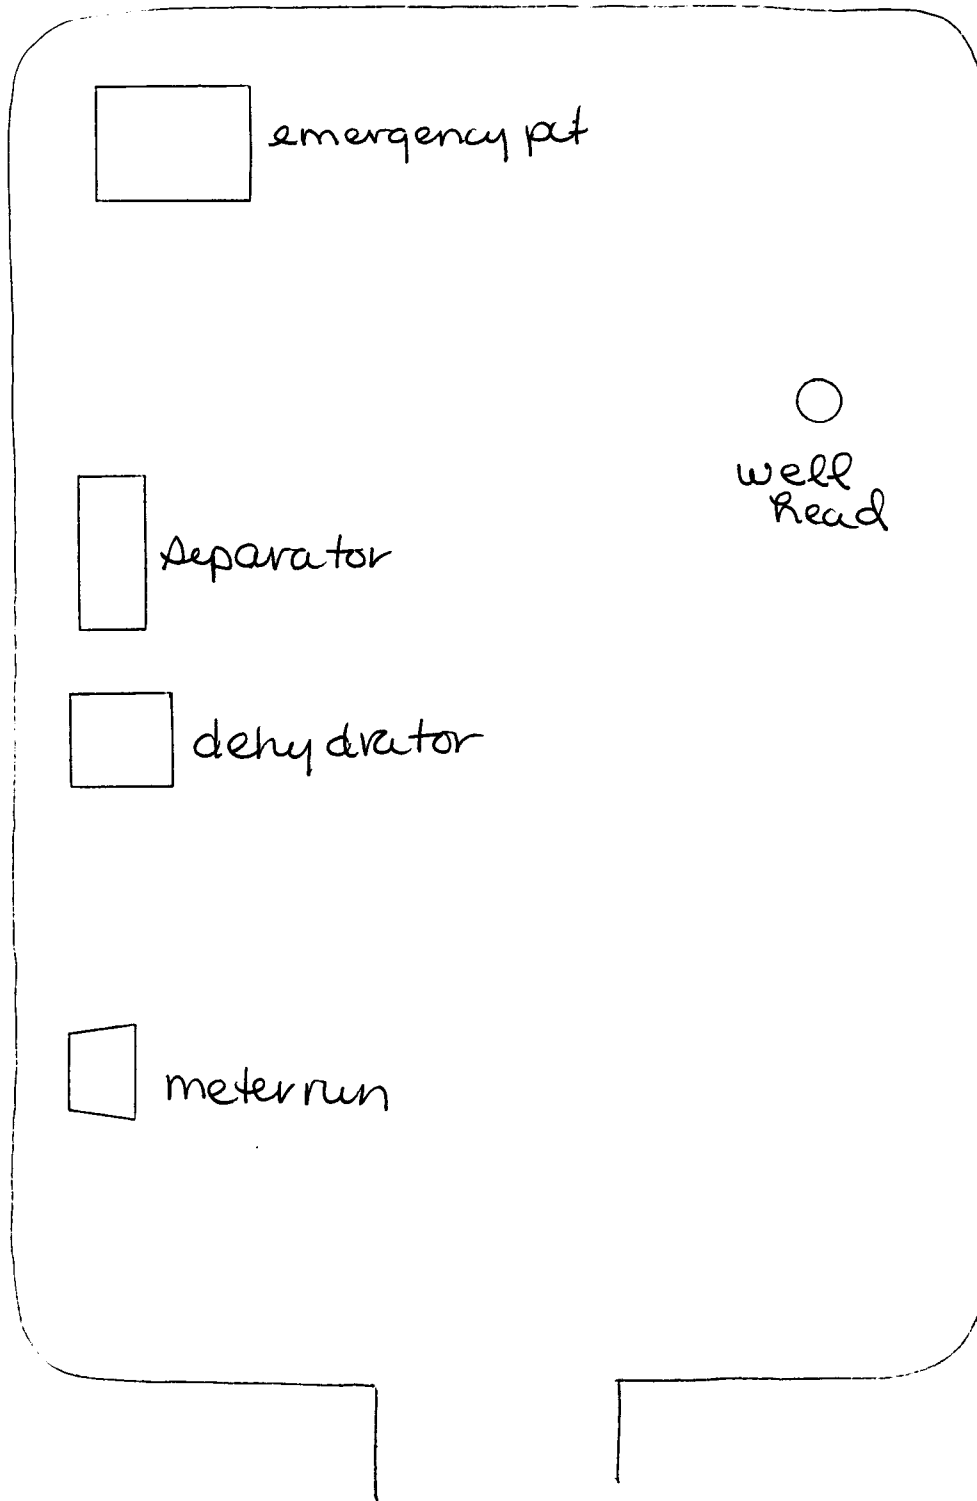 emergency pit
well
head
separator
dehydrator
meter run